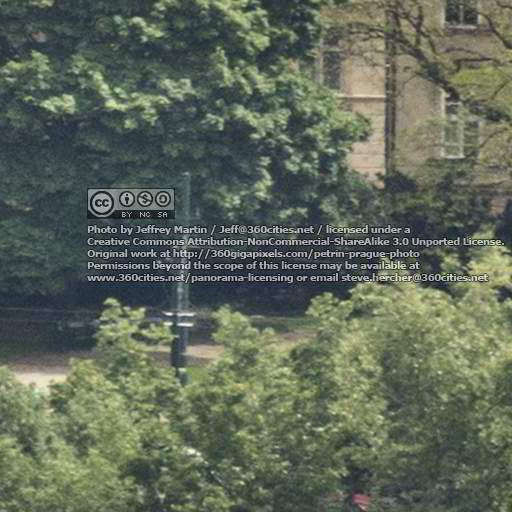 cc
BY NC SA
Photo by Jeffrey Martin / Jeff@360cities.net / licensed under a
Creative Commons Attribution-NonCommercial-ShareAlike 3.0 Unported License.
Original work at http://360gigapixels.com/petrin-prague-photo
Permissions beyond the scope of this license may be available at
www.360cities.net/panorama-licensing or email steve.hercher@360cities.net